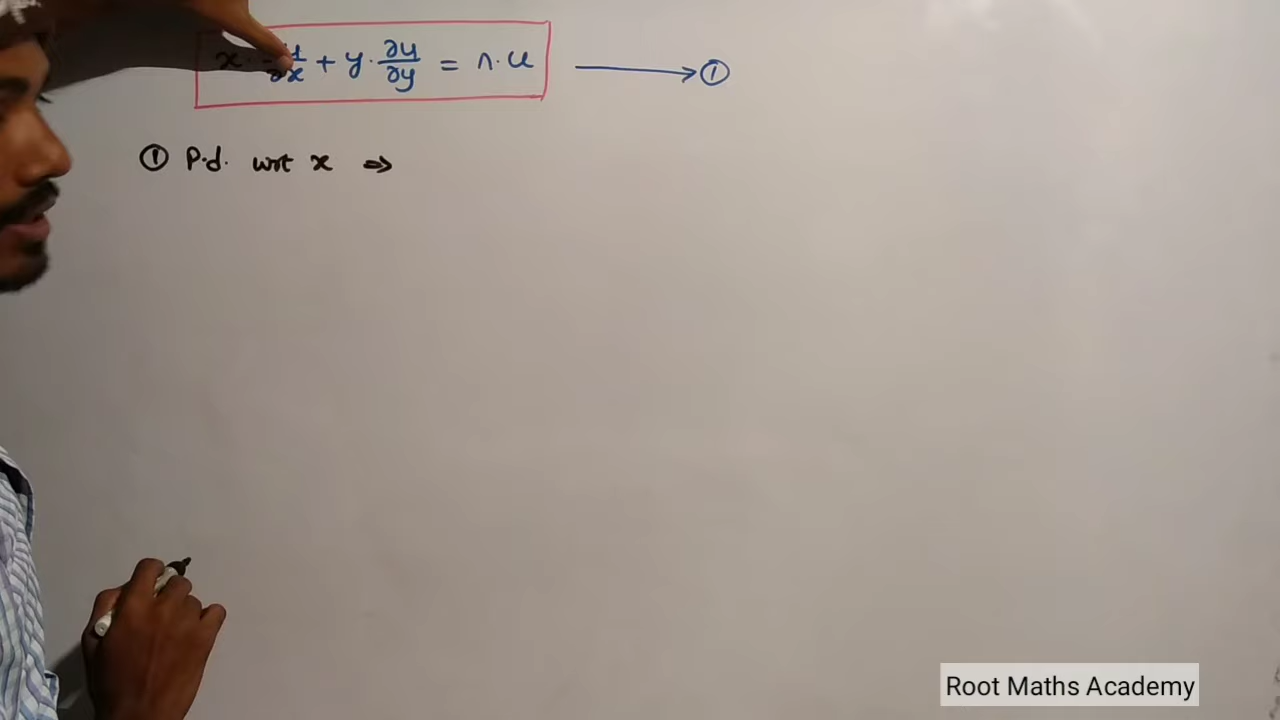 x · ∂u/∂x + y · ∂u/∂y = n · u → ①
① P.d. wrt x ⇒
Root Maths Academy